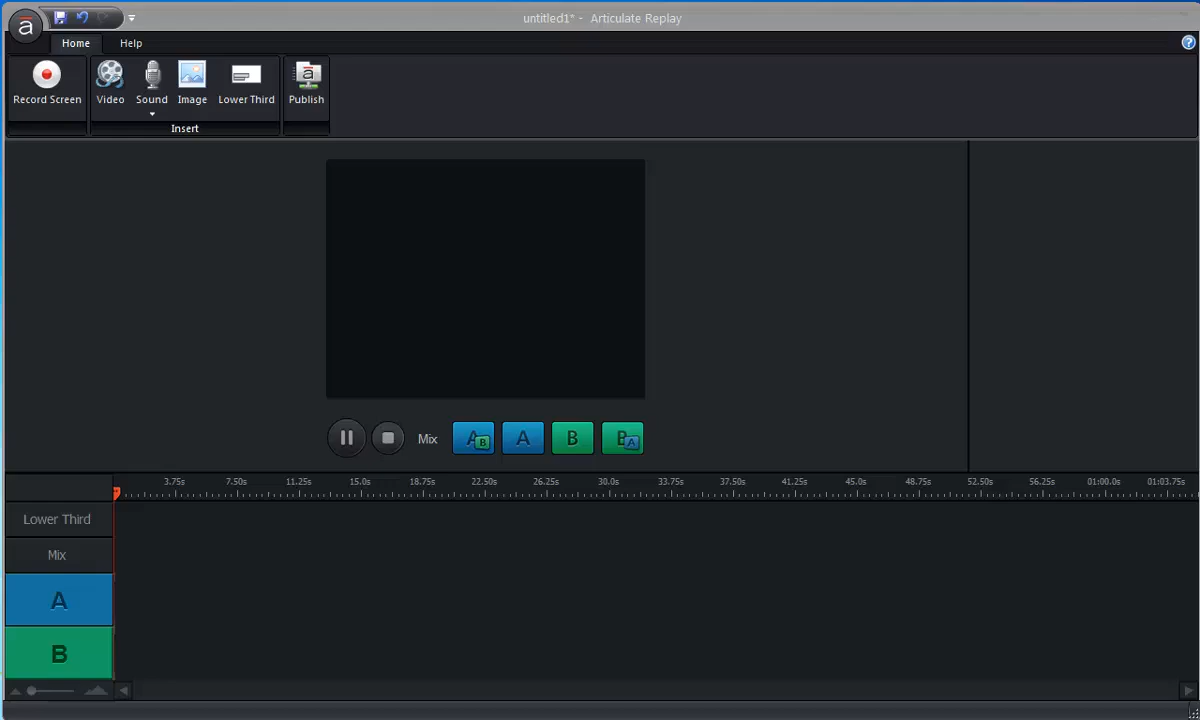 untitled1* - Articulate Replay
a
Home Help
Record Screen Video Sound Image Lower Third Publish
Insert
Mix A B A B B A
3.75s 7.50s 11.25s 15.0s 18.75s 22.50s 26.25s 30.0s 33.75s 37.50s 41.25s 45.0s 48.75s 52.50s 56.25s 01:00.0s 01:03.75s
Lower Third
Mix
A
B